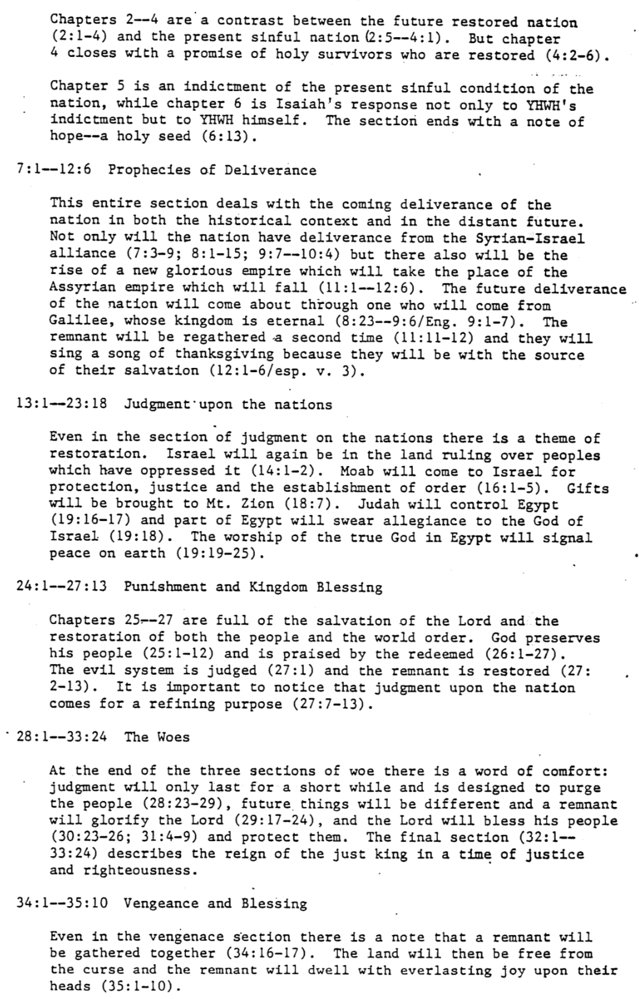 Chapters 2--4 are a contrast between the future restored nation
(2:1-4) and the present sinful nation (2:5--4:1). But chapter
4 closes with a promise of holy survivors who are restored (4:2-6).
Chapter 5 is an indictment of the present sinful condition of the
nation, while chapter 6 is Isaiah's response not only to YHWH's
indictment but to YHWH himself. The section ends with a note of
hope--a holy seed (6:13).
7:1--12:6 Prophecies of Deliverance
This entire section deals with the coming deliverance of the
nation in both the historical context and in the distant future.
Not only will the nation have deliverance from the Syrian-Israel
alliance (7:3-9; 8:1-15; 9:7--10:4) but there also will be the
rise of a new glorious empire which will take the place of the
Assyrian empire which will fall (11:1--12:6). The future deliverance
of the nation will come about through one who will come from
Galilee, whose kingdom is eternal (8:23--9:6/Eng. 9:1-7). The
remnant will be regathered a second time (11:11-12) and they will
sing a song of thanksgiving because they will be with the source
of their salvation (12:1-6/esp. v. 3).
13:1--23:18 Judgment upon the nations
Even in the section of judgment on the nations there is a theme of
restoration. Israel will again be in the land ruling over peoples
which have oppressed it (14:1-2). Moab will come to Israel for
protection, justice and the establishment of order (16:1-5). Gifts
will be brought to Mt. Zion (18:7). Judah will control Egypt
(19:16-17) and part of Egypt will swear allegiance to the God of
Israel (19:18). The worship of the true God in Egypt will signal
peace on earth (19:19-25).
24:1--27:13 Punishment and Kingdom Blessing
Chapters 25--27 are full of the salvation of the Lord and the
restoration of both the people and the world order. God preserves
his people (25:1-12) and is praised by the redeemed (26:1-27).
The evil system is judged (27:1) and the remnant is restored (27:
2-13). It is important to notice that judgment upon the nation
comes for a refining purpose (27:7-13).
28:1--33:24 The Woes
At the end of the three sections of woe there is a word of comfort:
judgment will only last for a short while and is designed to purge
the people (28:23-29), future things will be different and a remnant
will glorify the Lord (29:17-24), and the Lord will bless his people
(30:23-26; 31:4-9) and protect them. The final section (32:1--
33:24) describes the reign of the just king in a time of justice
and righteousness.
34:1--35:10 Vengeance and Blessing
Even in the vengenace section there is a note that a remnant will
be gathered together (34:16-17). The land will then be free from
the curse and the remnant will dwell with everlasting joy upon their
heads (35:1-10).